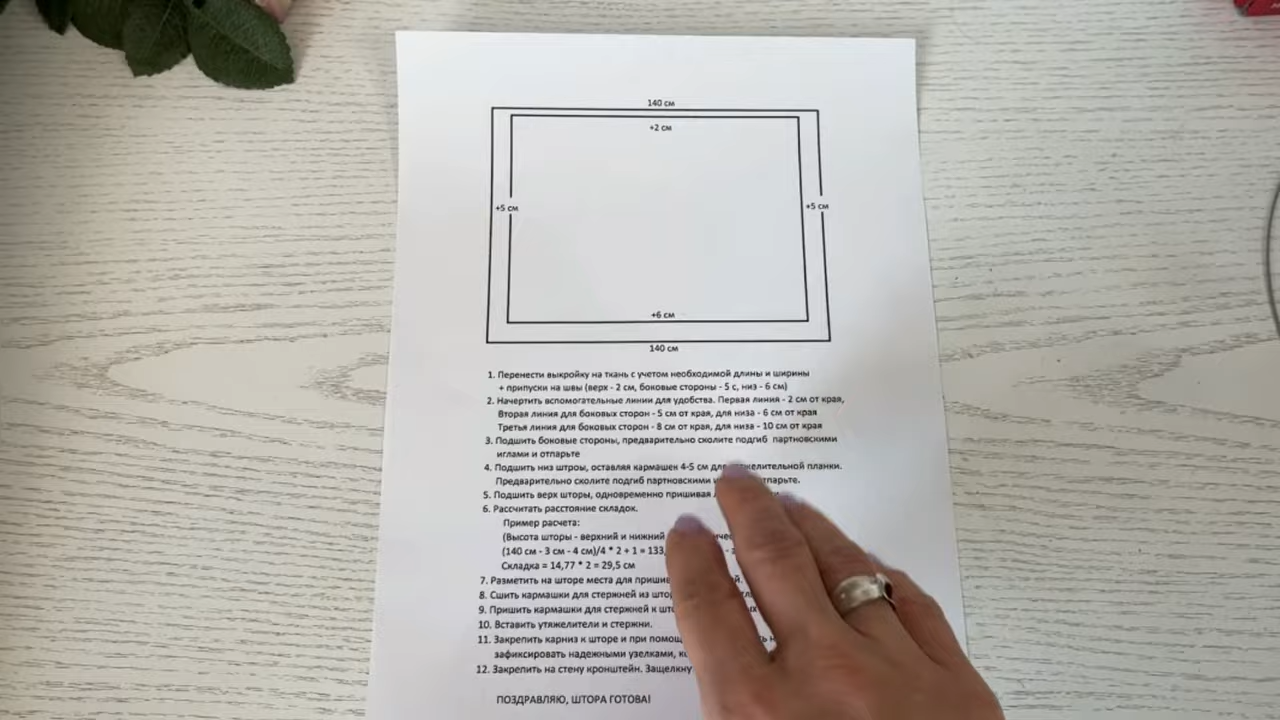 140 см
+2 см
+5 см
+5 см
+6 см
140 см
1. Перенести выкройку на ткань с учетом необходимой длины и ширины
+ припуски на швы (верх - 2 см, боковые стороны - 5 с, низ - 6 см)
2. Начертить вспомогательные линии для удобства. Первая линия - 2 см от края,
Вторая линия для боковых сторон - 5 см от края, для низа - 6 см от края
Третья линия для боковых сторон - 8 см от края, для низа - 10 см от края
3. Подшить боковые стороны, предварительно сколите подгиб партновскими
иглами и отпарьте
4. Подшить низ штроы, оставляя кармашек 4-5 см для
планки.
Предварительно сколите подгиб партновскими
5. Подшить верх шторы, одновременно пришивая
6. Рассчитать расстояние складок.
Пример расчета:
(Высота шторы - верхний и нижний
(140 см - 3 см - 4 см)/4 * 2 + 1 = 133,
Складка = 14,77 * 2 = 29,5 см
7. Разметить на шторе места для
8. Сшить кармашки для стержней из
9. Пришить кармашки для стержней к
10. Вставить утяжелители и стержни.
11. Закрепить карниз к шторе и при
зафиксировать надежными узелками,
12. Закрепить на стену кронштейн.
ПОЗДРАВЛЯЮ, ШТОРА ГОТОВА!